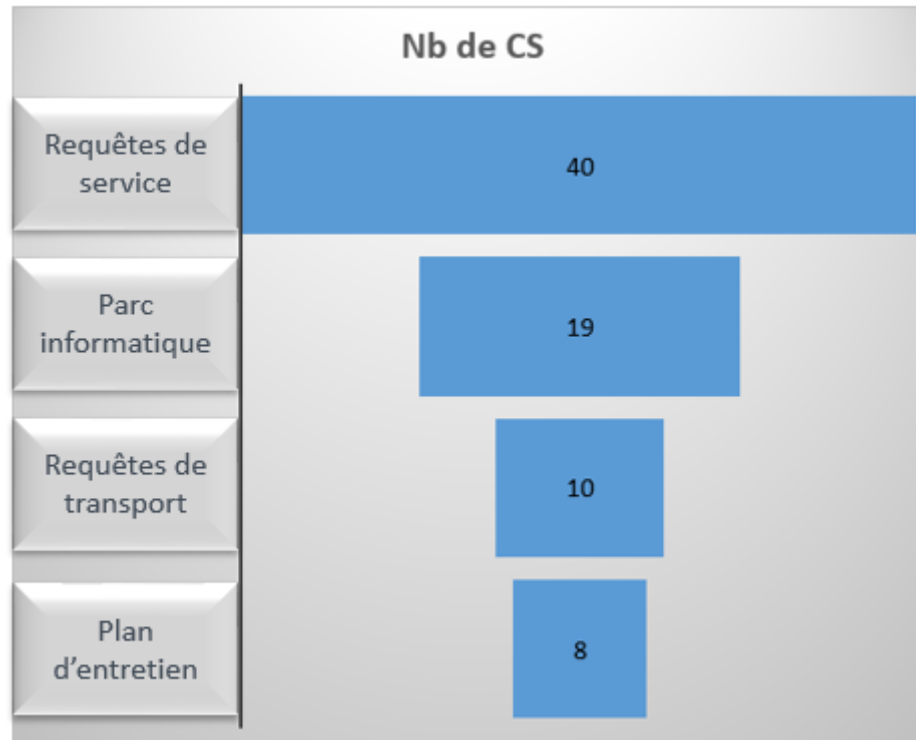 Nb de CS
Requêtes de
service
40
Parc
informatique
19
Requêtes de
transport
10
Plan
d’entretien
8